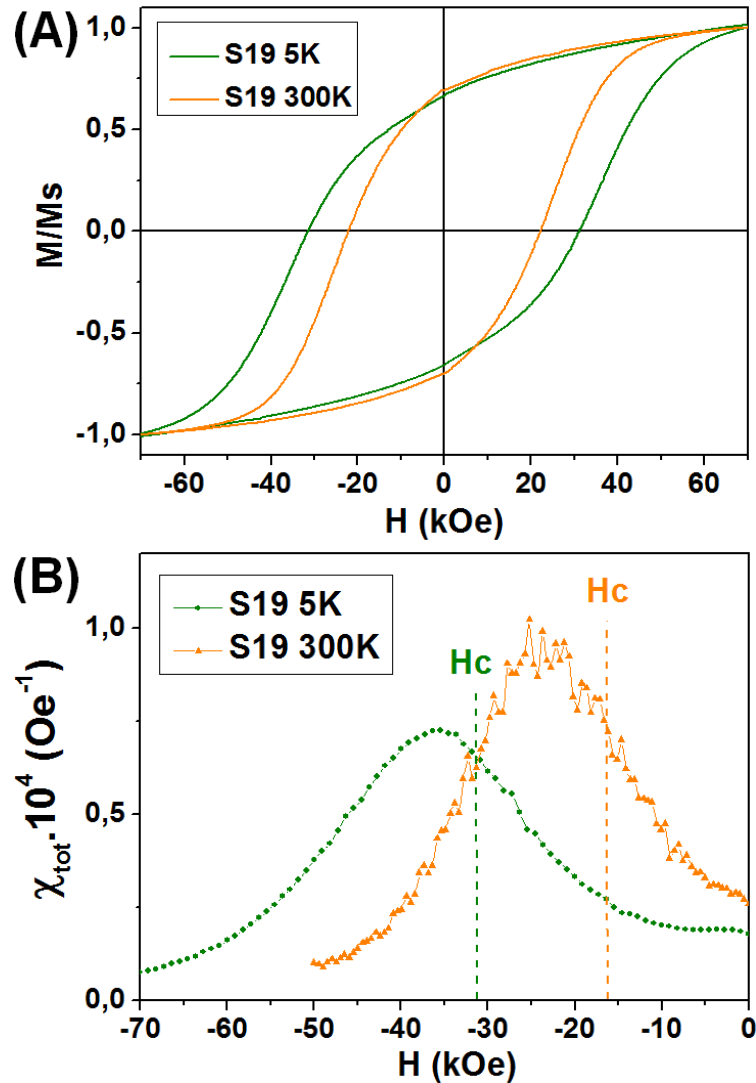 (A)
1,0
S19 5K
S19 300K
0,5
M/Ms
0,0
-0,5
-1,0
-60 -40 -20 0 20 40 60
H (kOe)
(B)
S19 5K
S19 300K
Hc
Hc
1,0
χtot.10⁴ (Oe⁻¹)
0,5
0,0
-70 -60 -50 -40 -30 -20 -10 -0
H (kOe)